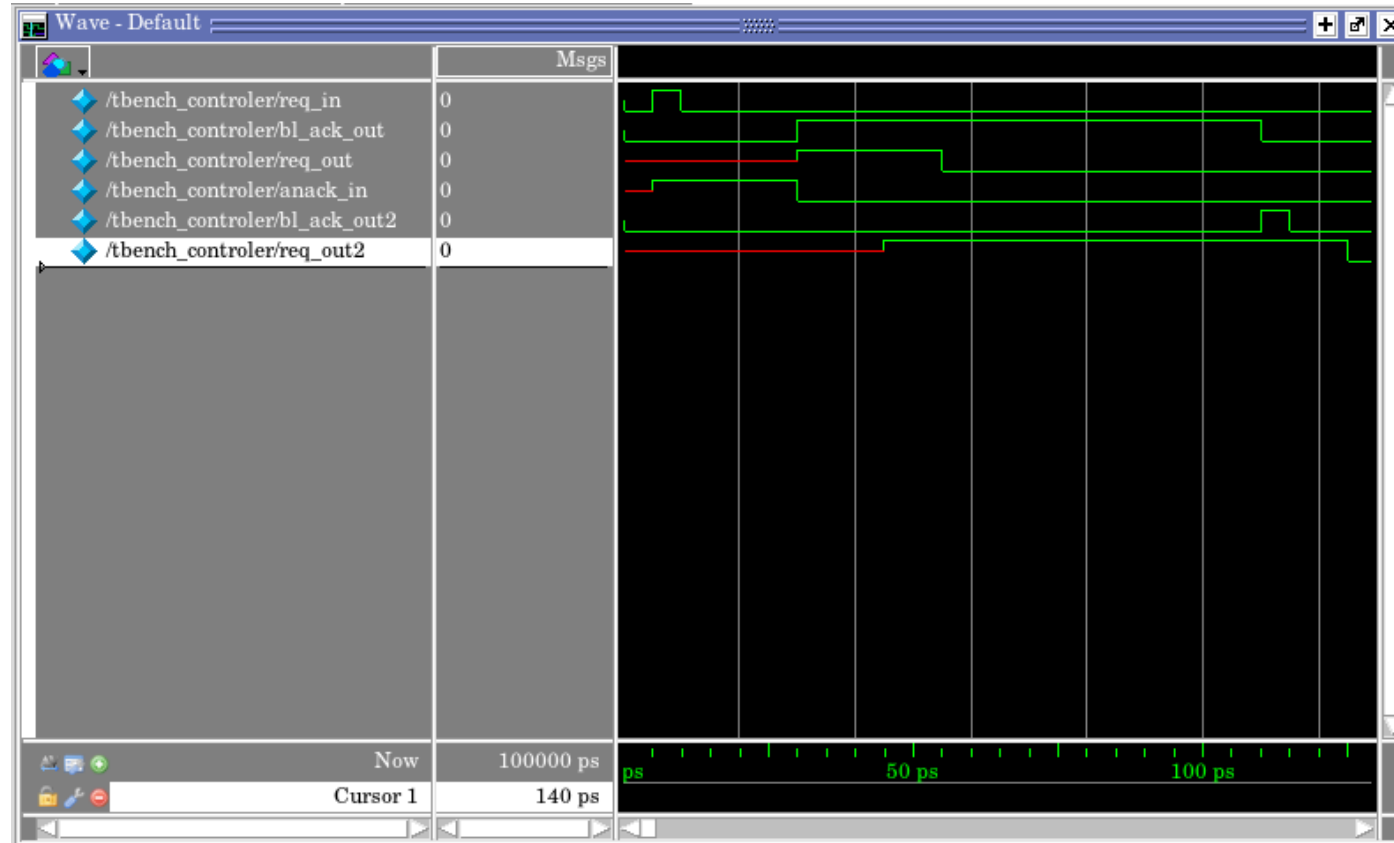 Wave - Default
Msgs
/tbench_controler/req_in 0
/tbench_controler/bl_ack_out 0
/tbench_controler/req_out 0
/tbench_controler/anack_in 0
/tbench_controler/bl_ack_out2 0
/tbench_controler/req_out2 0
Now 100000 ps
ps 50 ps 100 ps
Cursor 1 140 ps